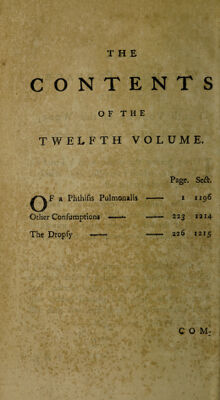 THE
CONTENTS
OF THE
TWELFTH VOLUME.
Page. Sect.
OF a Phthiſis Pulmonalis —— 1 1196
Other Conſumptions —— —— 223 1214
The Dropſy —— —— 226 1215
COM-